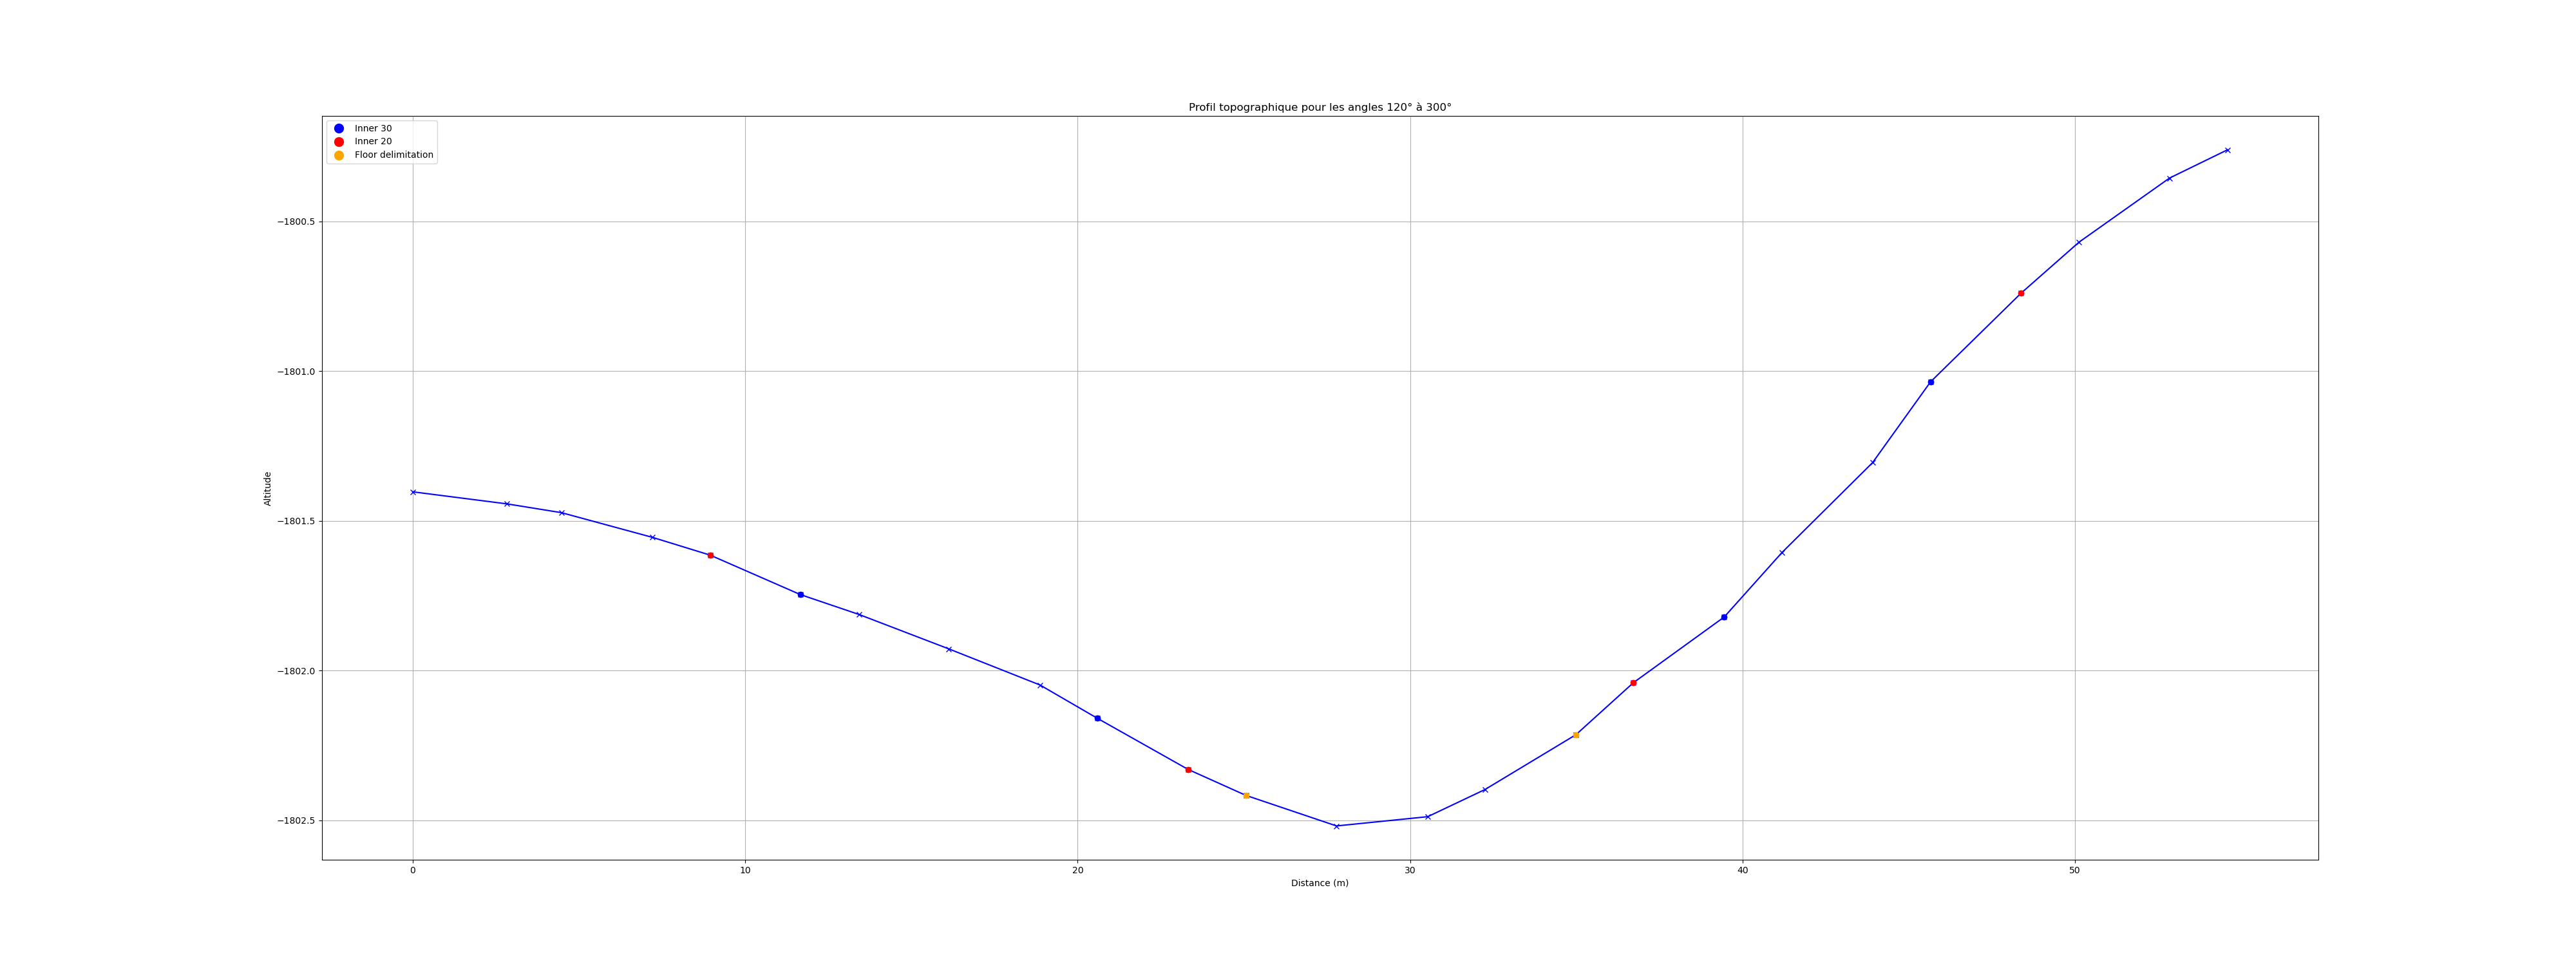 Profil topographique pour les angles 120° à 300°
Inner 30
Inner 20
Floor delimitation
Altitude
−1800.5
−1801.0
−1801.5
−1802.0
−1802.5
0 10 20 30 40 50
Distance (m)